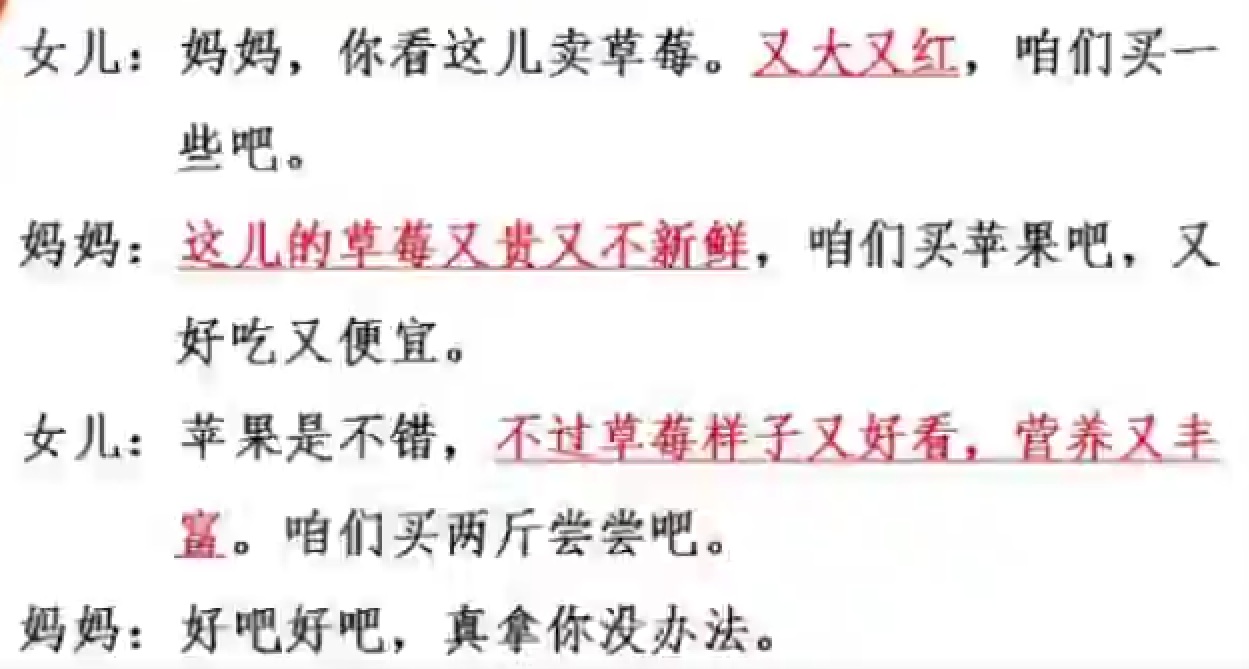 女儿：妈妈，你看这儿卖草莓。又大又红，咱们买一
些吧。
妈妈：这儿的草莓又贵又不新鲜，咱们买苹果吧，又
好吃又便宜。
女儿：苹果是不错，不过草莓样子又好看，营养又丰
富。咱们买两斤尝尝吧。
妈妈：好吧好吧，真拿你没办法。